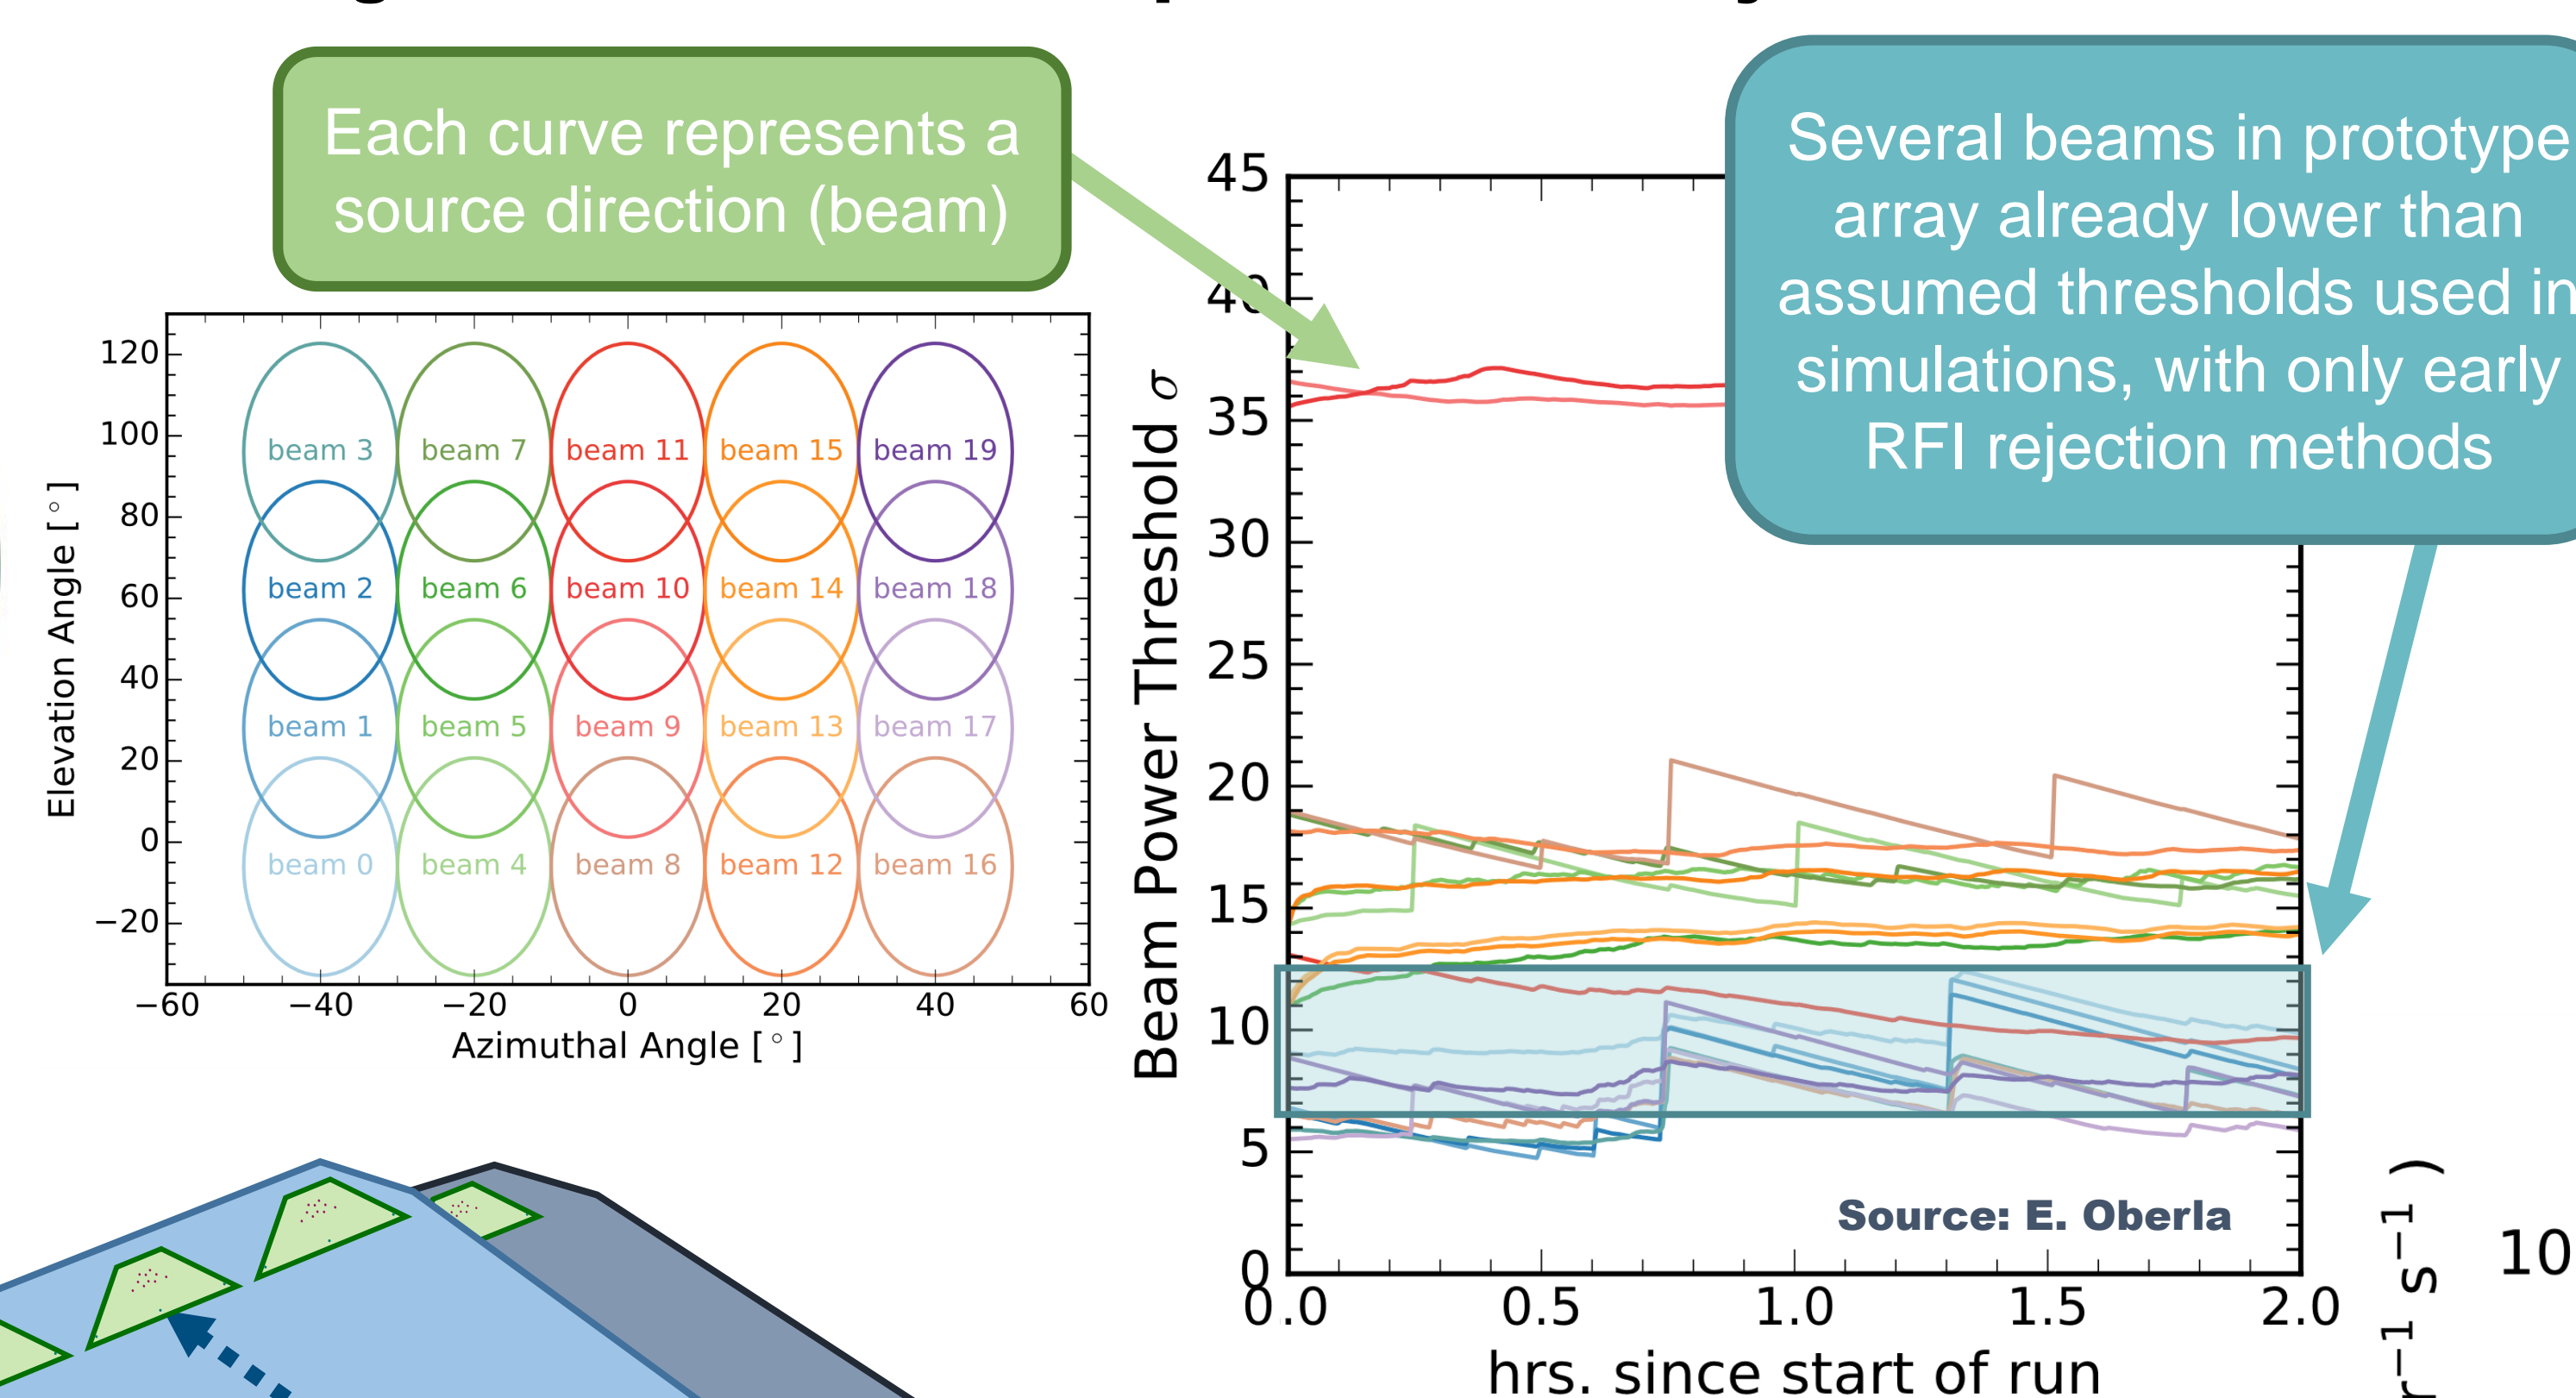 Each curve represents a
source direction (beam)
Several beams in prototype
array already lower than
assumed thresholds used in
simulations, with only early
RFI rejection methods
Elevation Angle [°]
120
100
80
60
40
20
0
−20
beam 3 beam 7 beam 11 beam 15 beam 19
beam 2 beam 6 beam 10 beam 14 beam 18
beam 1 beam 5 beam 9 beam 13 beam 17
beam 0 beam 4 beam 8 beam 12 beam 16
−60 −40 −20 0 20 40 60
Azimuthal Angle [°]
Beam Power Threshold σ
45
40
35
30
25
20
15
10
5
0
Source: E. Oberla
0.0 0.5 1.0 1.5 2.0
hrs. since start of run
r⁻¹ s⁻¹ )
10